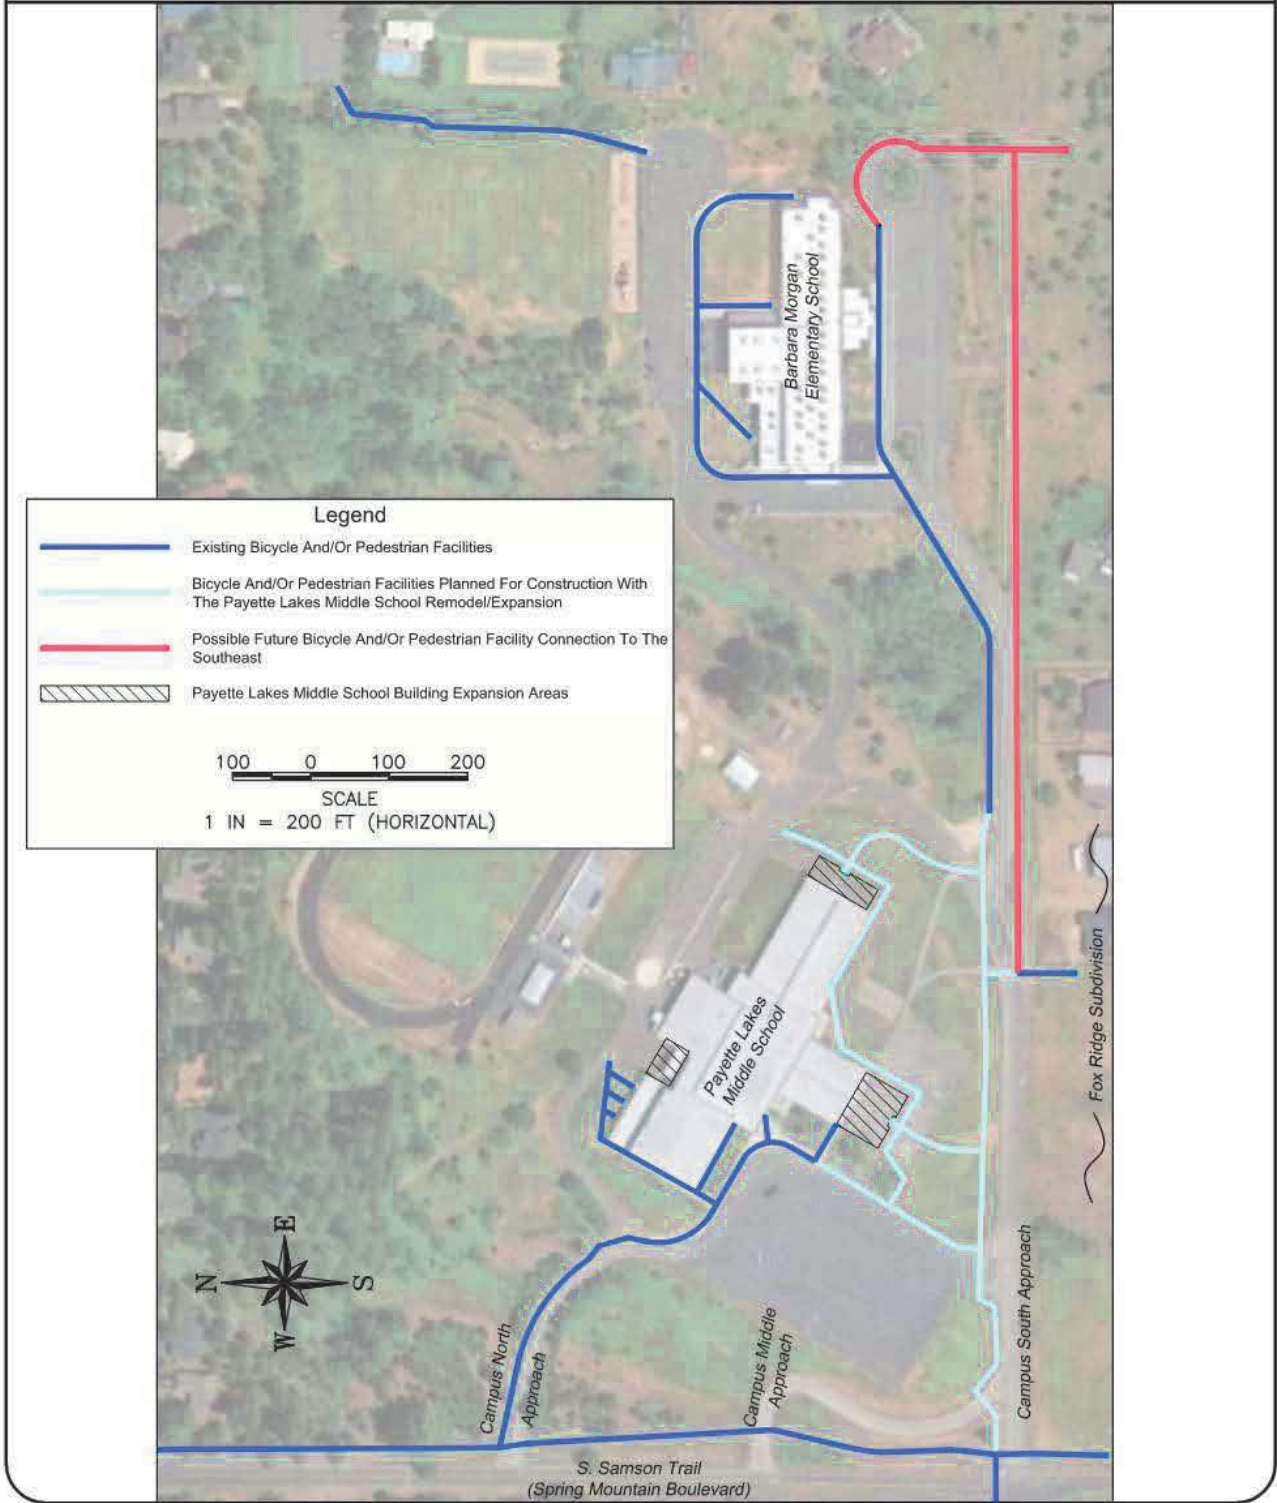 Barbara Morgan
Elementary School
Legend
Existing Bicycle And/Or Pedestrian Facilities
Bicycle And/Or Pedestrian Facilities Planned For Construction With
The Payette Lakes Middle School Remodel/Expansion
Possible Future Bicycle And/Or Pedestrian Facility Connection To The
Southeast
Payette Lakes Middle School Building Expansion Areas
100 0 100 200
SCALE
1 IN = 200 FT (HORIZONTAL)
Payette Lakes
Middle School
Fox Ridge Subdivision
E
N S
W
Campus North
Approach
Campus Middle
Approach
Campus South Approach
S. Samson Trail
(Spring Mountain Boulevard)